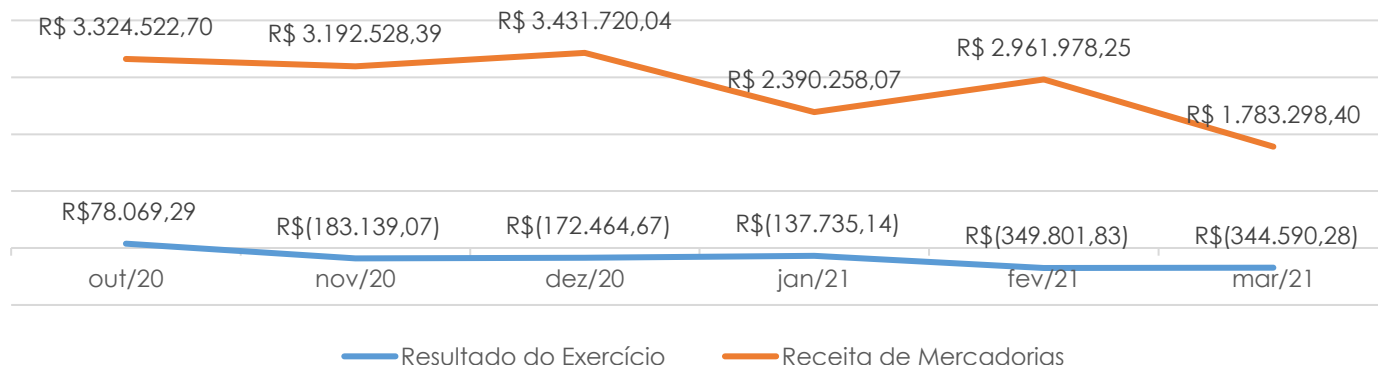 R$ 3.324.522,70
R$ 3.192.528,39
R$ 3.431.720,04
R$ 2.390.258,07
R$ 2.961.978,25
R$ 1.783.298,40
R$78.069,29
R$(183.139,07)
R$(172.464,67)
R$(137.735,14)
R$(349.801,83)
R$(344.590,28)
out/20
nov/20
dez/20
jan/21
fev/21
mar/21
Resultado do Exercício
Receita de Mercadorias